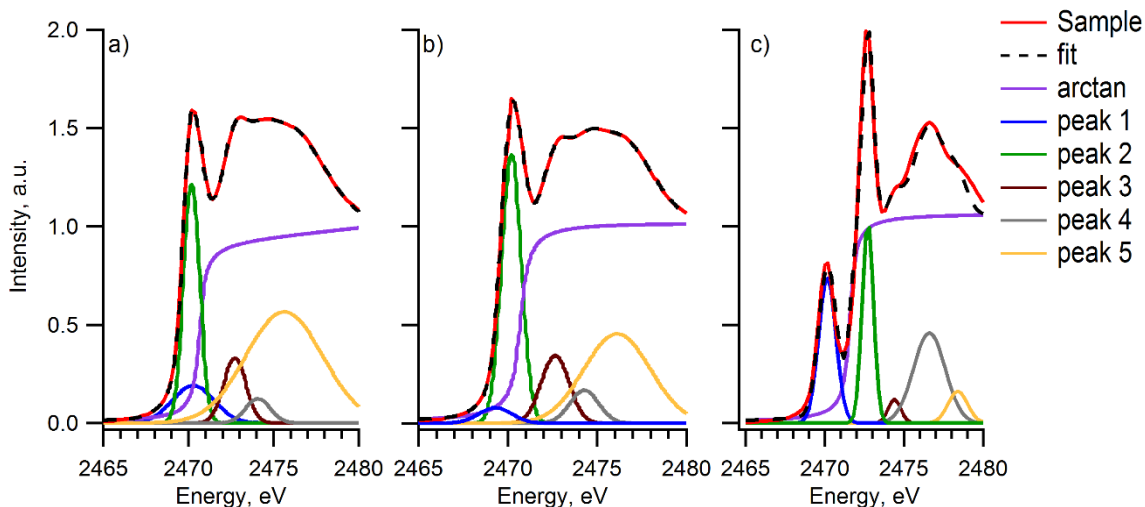 a)
b)
c)
2.0
1.5
1.0
0.5
0.0
Intensity, a.u.
2465 2470 2475 2480
2465 2470 2475 2480
2465 2470 2475 2480
Energy, eV
Energy, eV
Energy, eV
Sample
fit
arctan
peak 1
peak 2
peak 3
peak 4
peak 5